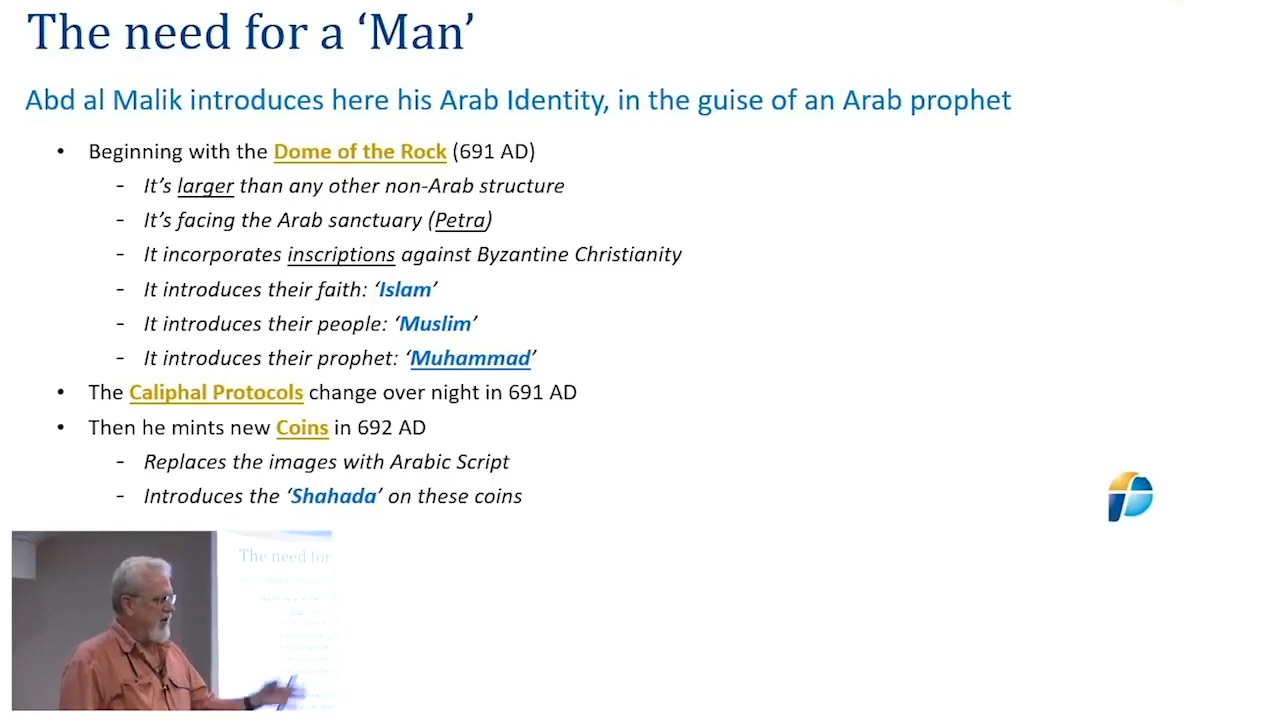 The need for a ‘Man’
Abd al Malik introduces here his Arab Identity, in the guise of an Arab prophet
• Beginning with the Dome of the Rock (691 AD)
- It’s larger than any other non-Arab structure
- It’s facing the Arab sanctuary (Petra)
- It incorporates inscriptions against Byzantine Christianity
- It introduces their faith: ‘Islam’
- It introduces their people: ‘Muslim’
- It introduces their prophet: ‘Muhammad’
• The Caliphal Protocols change over night in 691 AD
• Then he mints new Coins in 692 AD
- Replaces the images with Arabic Script
- Introduces the ‘Shahada’ on these coins
The need for